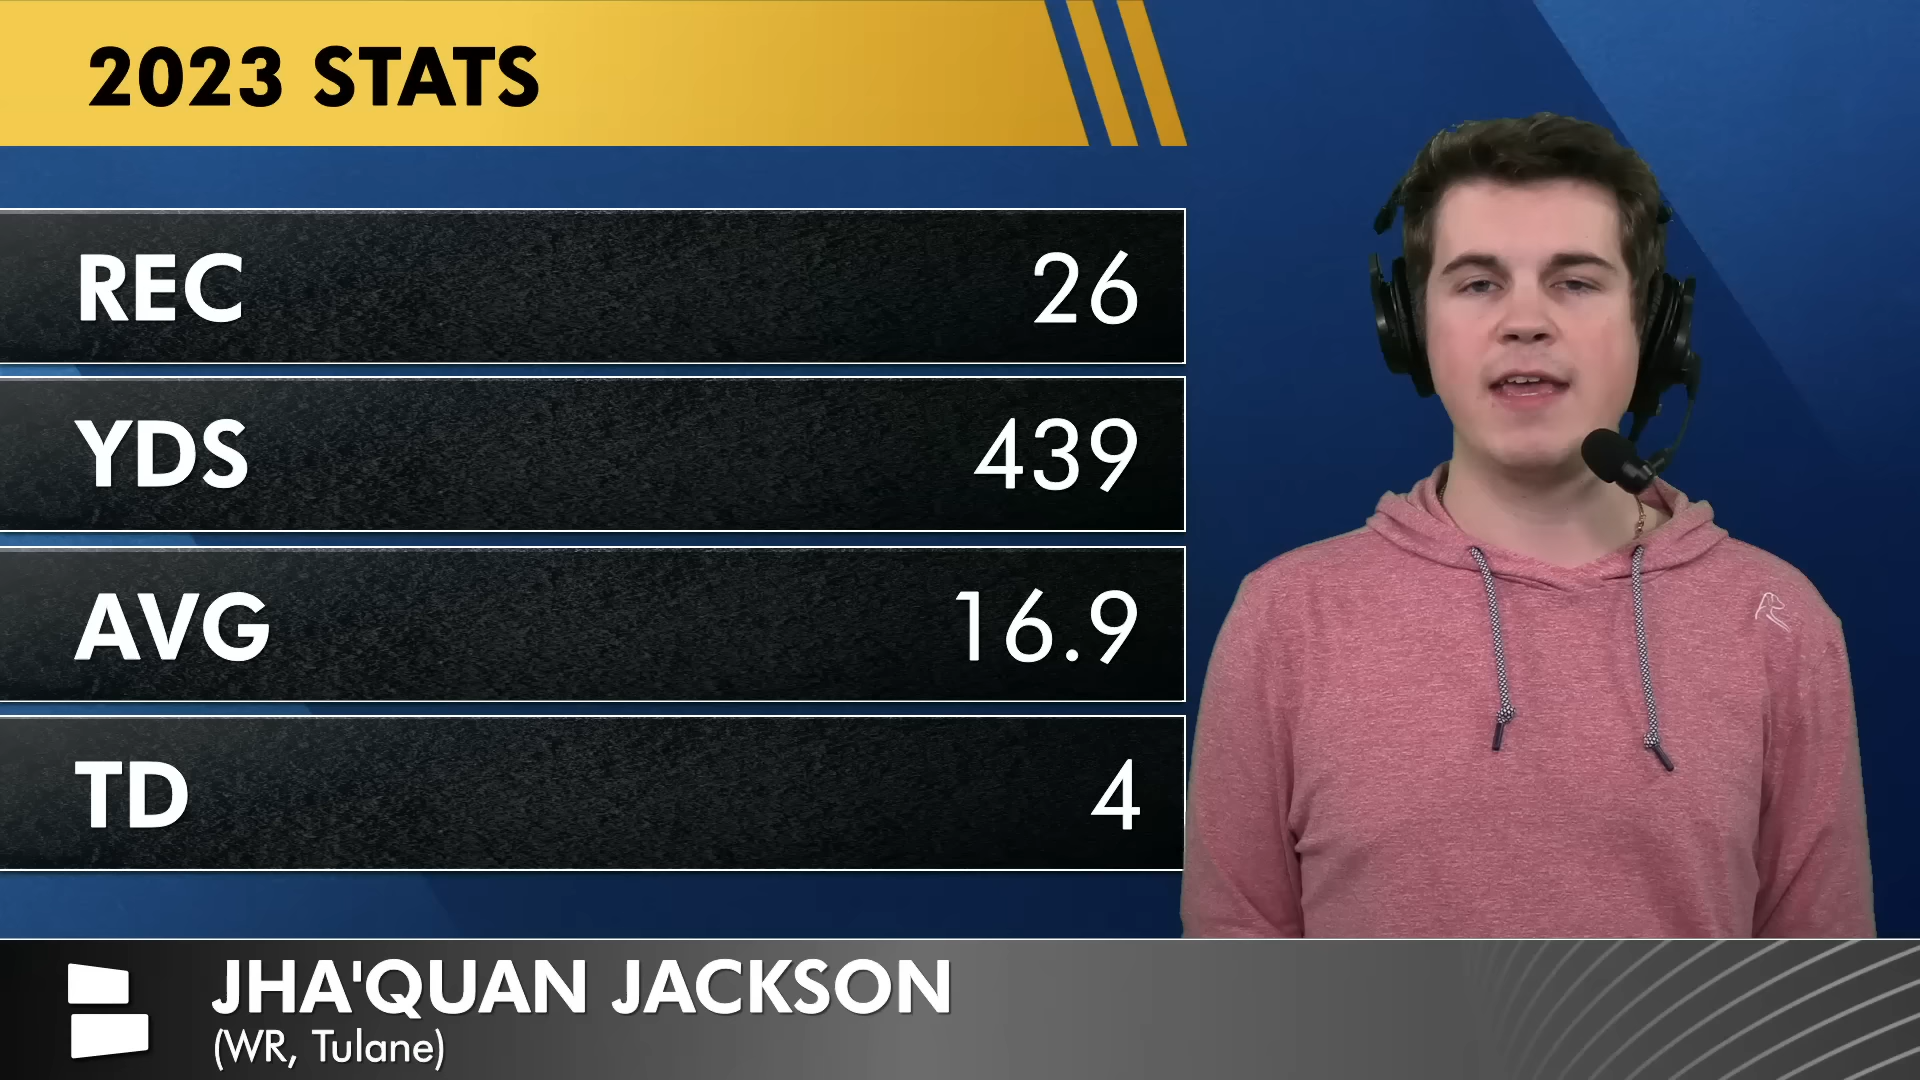 2023 STATS
REC 26
YDS 439
AVG 16.9
TD 4
JHA'QUAN JACKSON
(WR, Tulane)